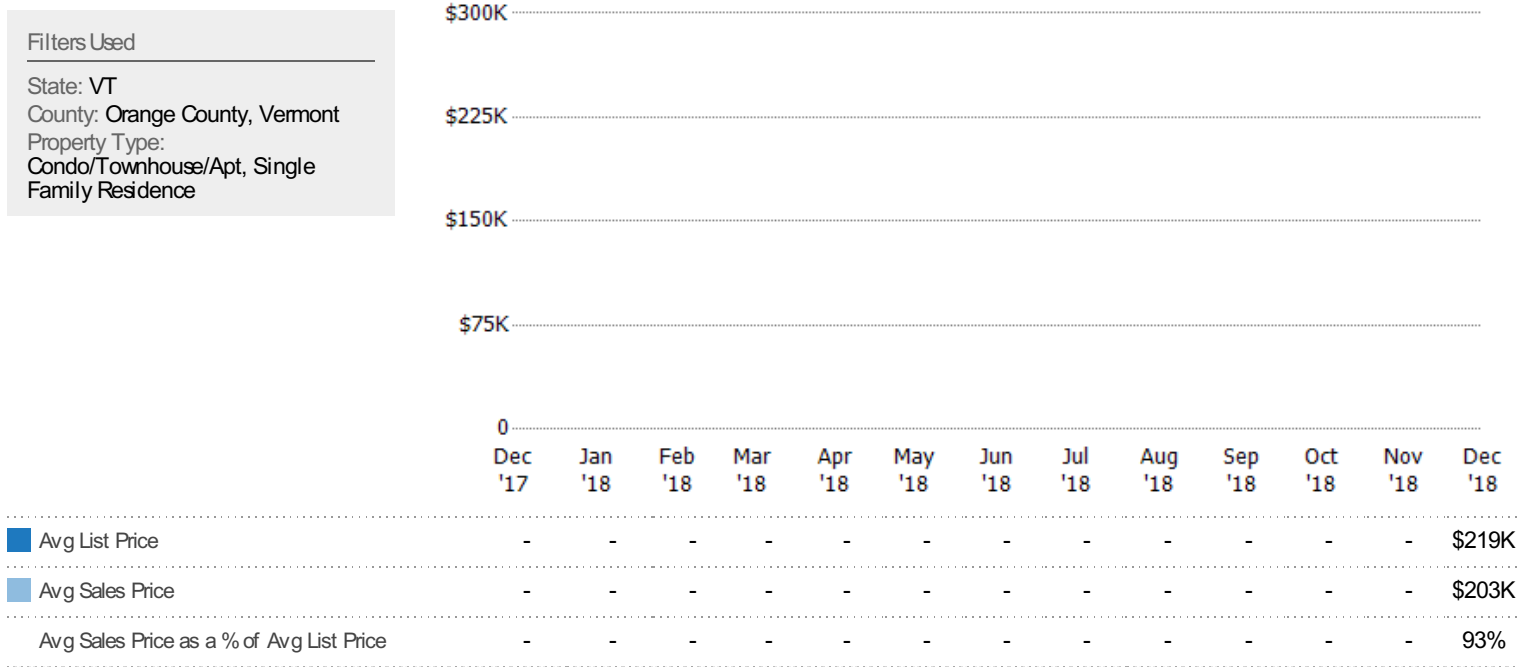 Filters Used
State: VT
County: Orange County, Vermont
Property Type:
Condo/Townhouse/Apt, Single
Family Residence
$300K
$225K
$150K
$75K
0
Dec Jan Feb Mar Apr May Jun Jul Aug Sep Oct Nov Dec
'17 '18 '18 '18 '18 '18 '18 '18 '18 '18 '18 '18 '18
Avg List Price - - - - - - - - - - - - $219K
Avg Sales Price - - - - - - - - - - - - $203K
Avg Sales Price as a % of Avg List Price - - - - - - - - - - - - 93%